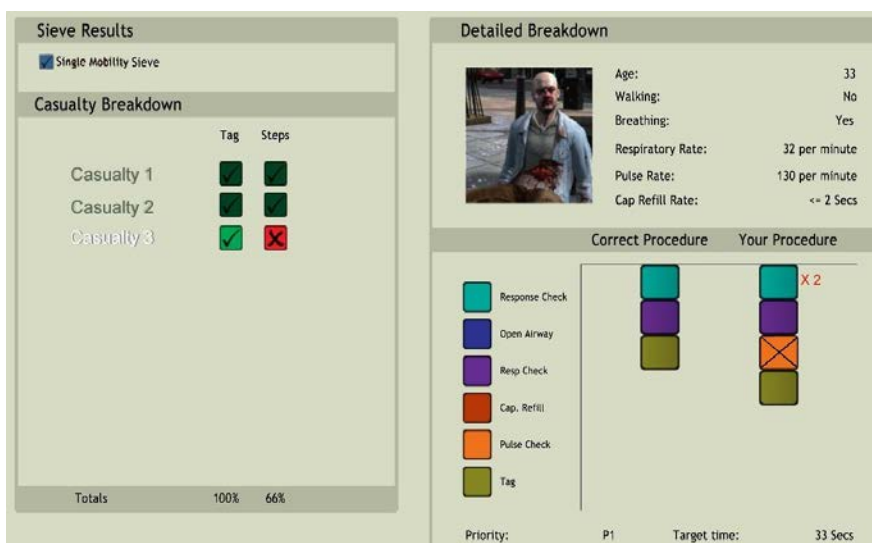 Sieve Results
Single Mobility Sieve
Casualty Breakdown
Tag Steps
Casualty 1
Casualty 2
Casualty 3
Totals 100% 66%
Detailed Breakdown
Age: 33
Walking: No
Breathing: Yes
Respiratory Rate: 32 per minute
Pulse Rate: 130 per minute
Cap Refill Rate: <= 2 Secs
Correct Procedure Your Procedure
X 2
Response Check
Open Airway
Resp Check
Cap. Refill
Pulse Check
Tag
Priority: P1 Target time: 33 Secs